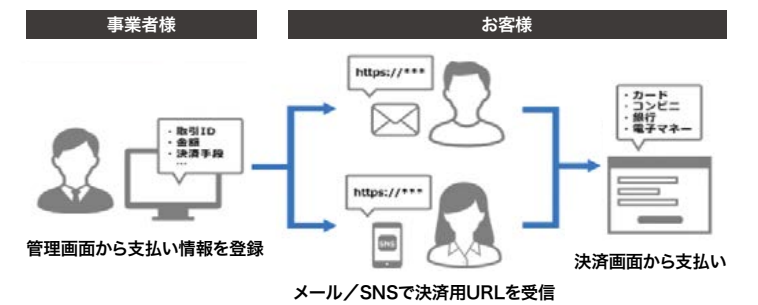 事業者様
お客様
https://***
・カード
・コンビニ
・銀行
・電子マネー
・取引ID
・金額
・決済手段
…
https://***
SNS
管理画面から支払い情報を登録
決済画面から支払い
メール／SNSで決済用URLを受信